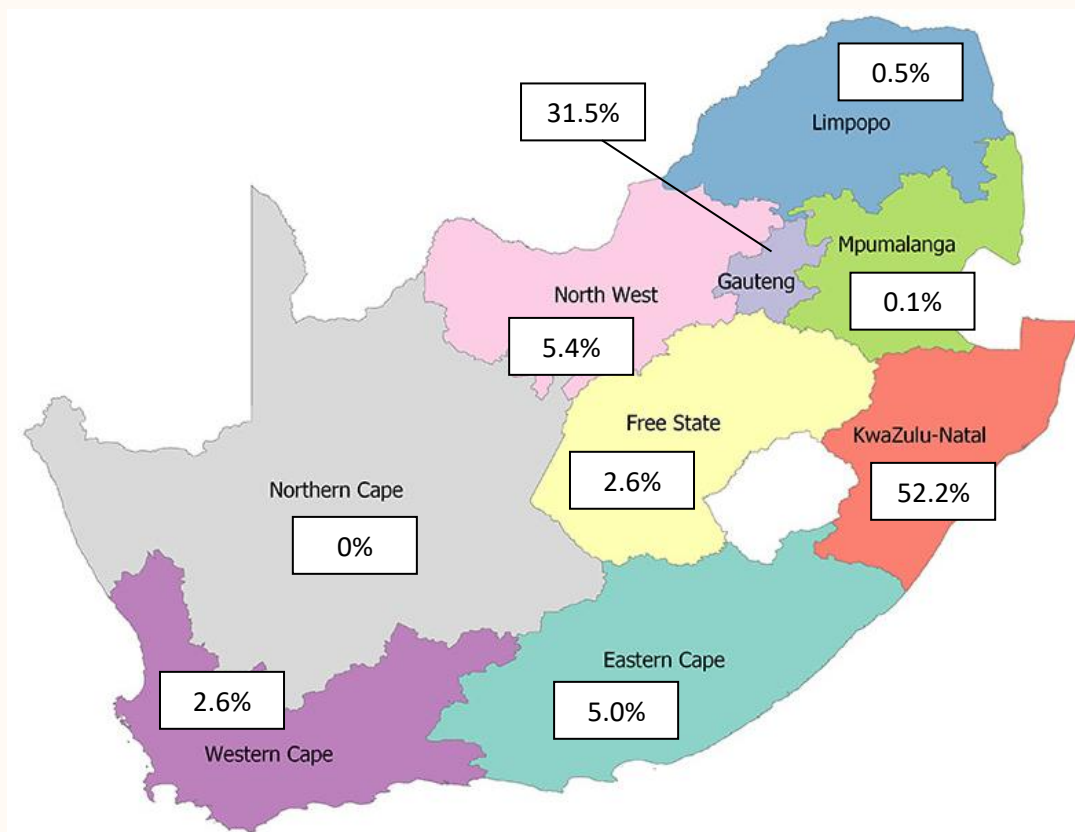 0.5%
31.5%
Limpopo
Mpumalanga
Gauteng
North West
0.1%
5.4%
Free State
KwaZulu-Natal
2.6%
52.2%
Northern Cape
0%
Eastern Cape
2.6%
5.0%
Western Cape